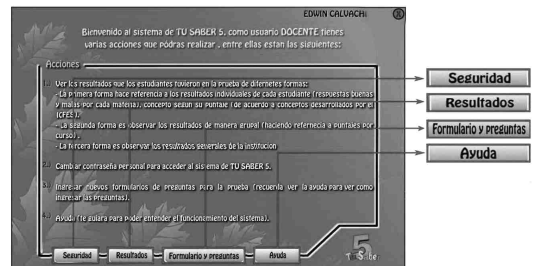 EDWIN CALVACHI
Bienvenido al sistema de TU SABER 5. como usuario DOCENTE tienes
varias acciones que pódras realizar , entre ellas estan las siguientes:
Acciones
1.) Ver los resultados que los estudiantes tuvieron en la prueba de difernetes formas:
- La primera forma hace referencia a los resultados individuales de cada estudiante (respuestas buenas
y malas por cada materia), concepto segun su puntaje (de acuerdo a conceptos desarrollados por el
ICFES).
- La segunda forma es observar los resultados de manera grupal (haciendo refernecia a puntajes por
curso) .
- La tercera forma es observar los resultados generales de la institucion
2.) Cambiar contraseña personal para acceder al sistema de TU SABER 5.
3.) Ingresar nuevos formularios de preguntas para la prueba (recuerda ver la ayuda para ver como
ingresar las preguntas).
4.) Ayuda (te guiara para poder entender el funcionamiento del sistema).
Seguridad
Resultados
Formulario y preguntas
Ayuda
Tu Saber
5
Seguridad
Resultados
Formulario y preguntas
Ayuda